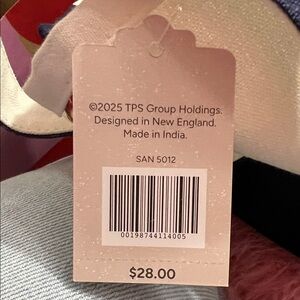 ©2025 TPS Group Holdings.
Designed in New England.
Made in India.
SAN 5012
00198744114005
$28.00